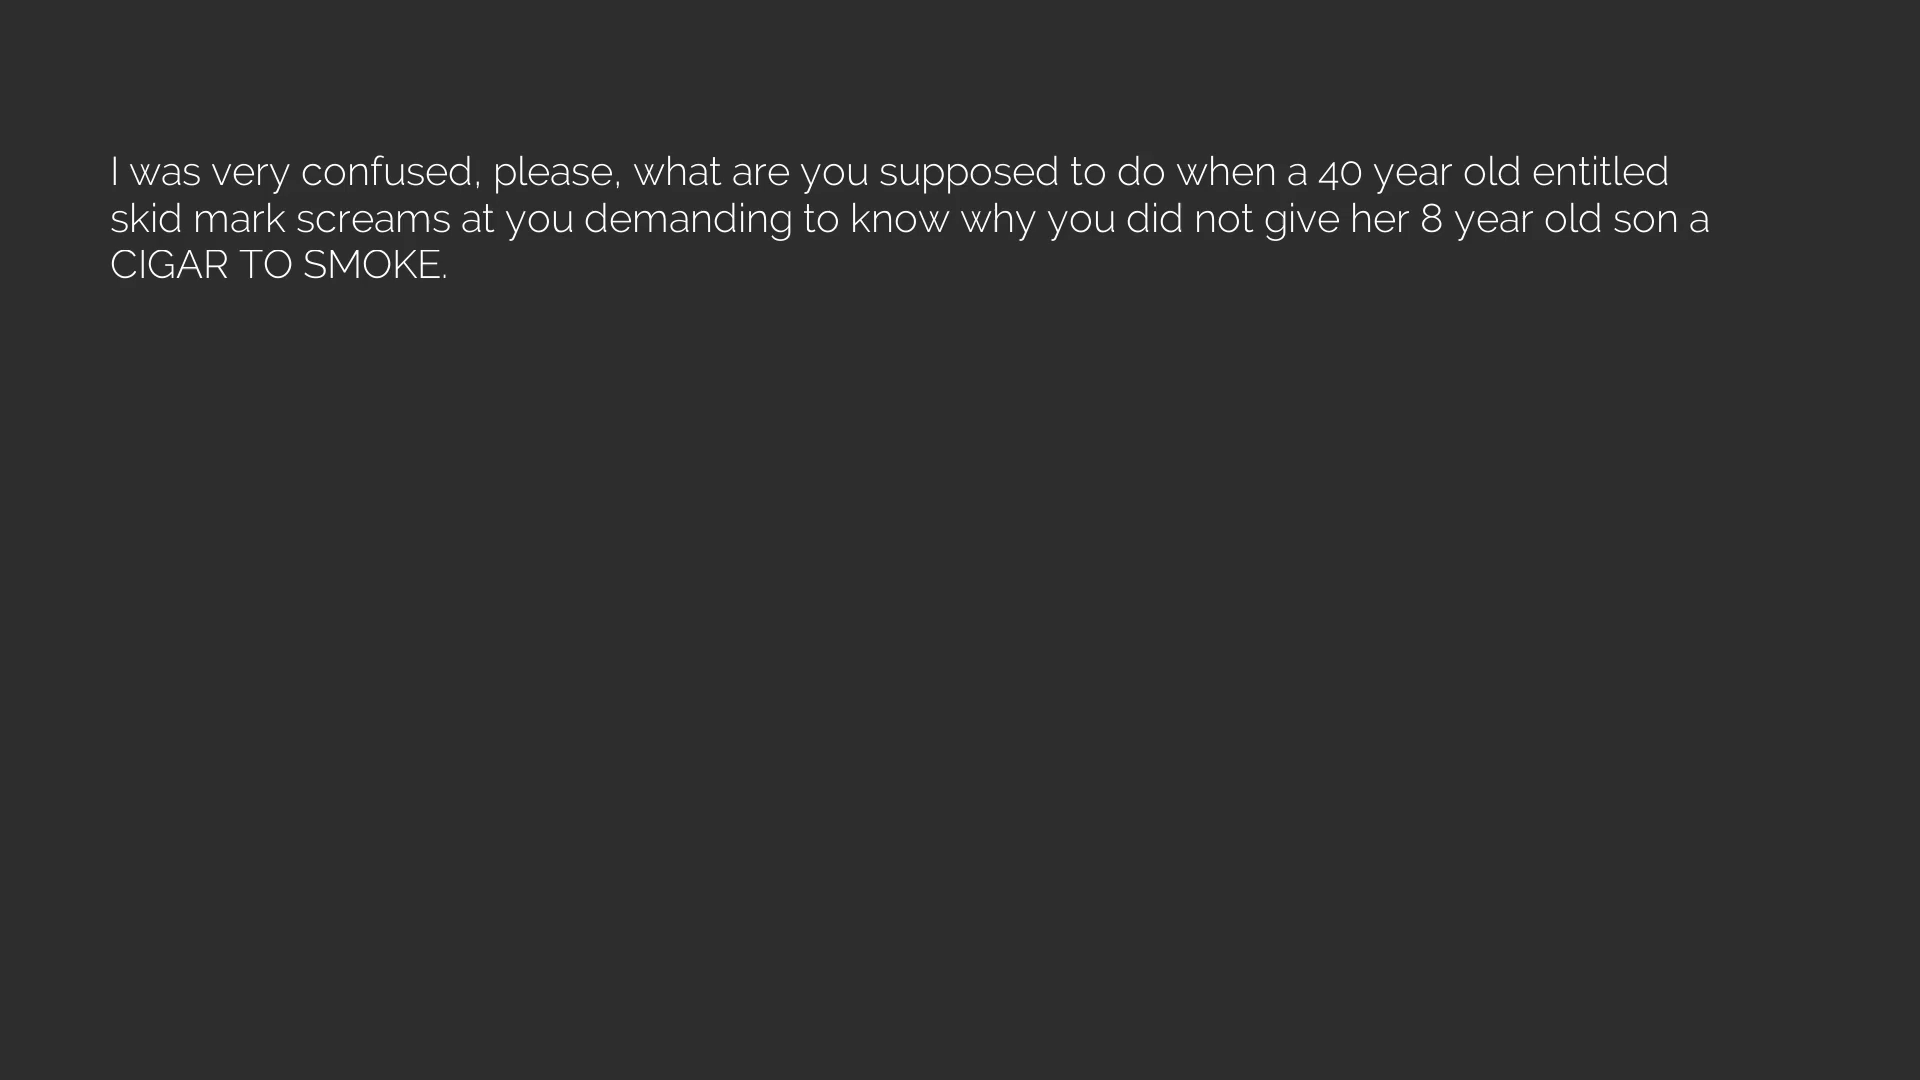 I was very confused, please, what are you supposed to do when a 40 year old entitled
skid mark screams at you demanding to know why you did not give her 8 year old son a
CIGAR TO SMOKE.